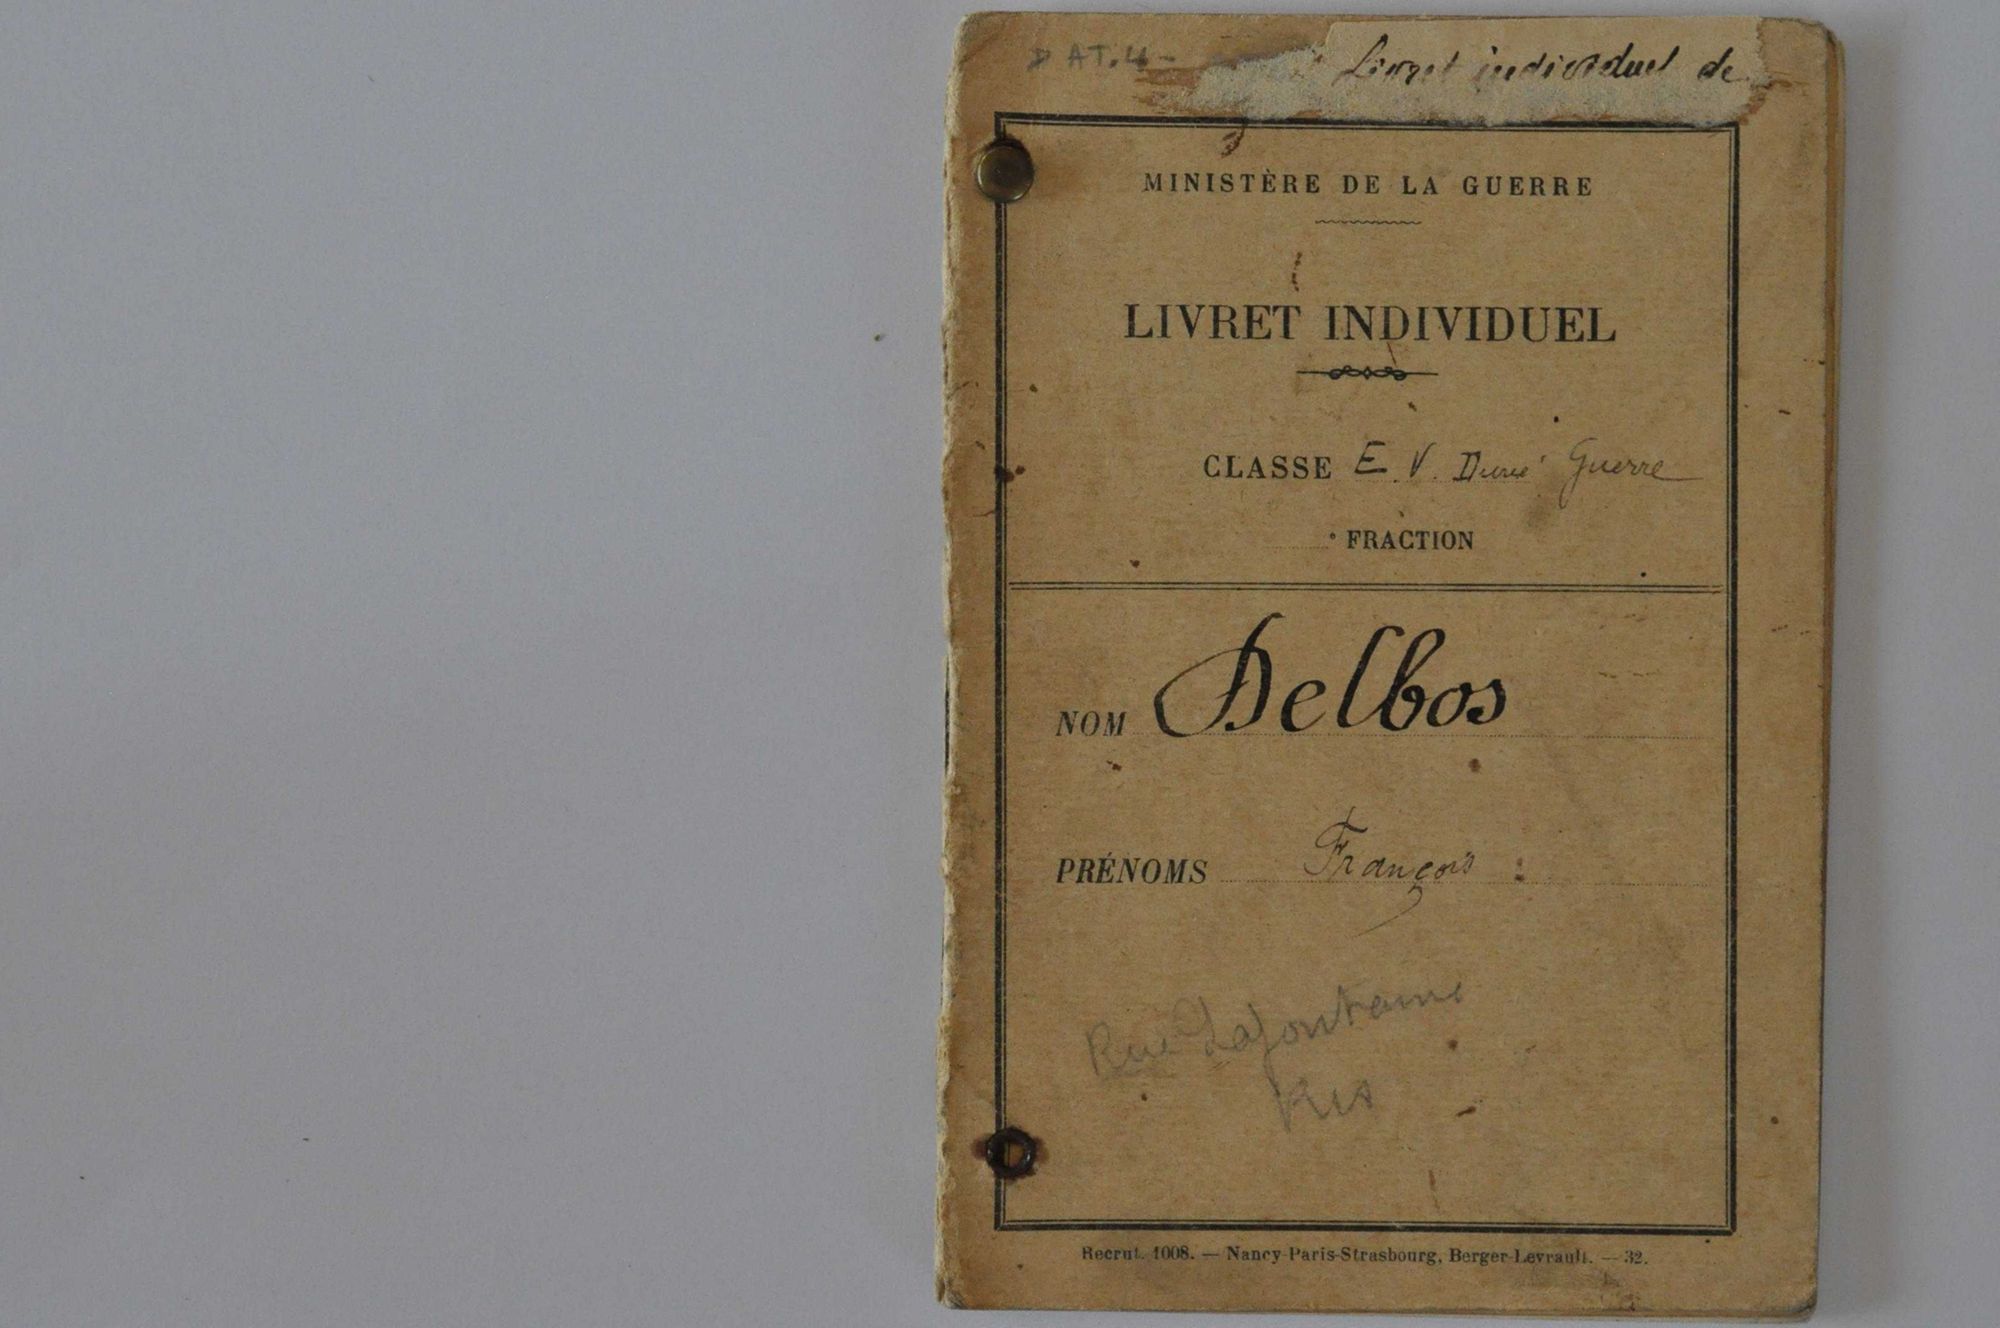 D AT.4 -
Livret individuel de
MINISTÈRE DE LA GUERRE
LIVRET INDIVIDUEL
CLASSE E. V. Durée Guerre
° FRACTION
NOM Delbos
PRÉNOMS François
Rue Lafontaine
Recrut. 1008. — Nancy-Paris-Strasbourg, Berger-Levrault. — 32.